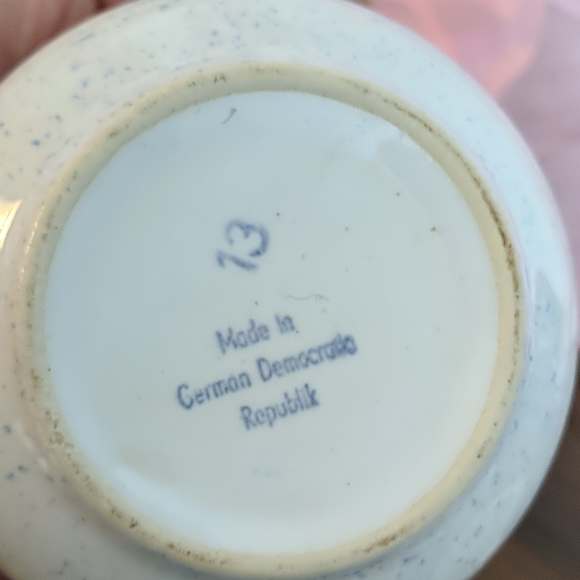 13
Made in
German Democratic
Republik